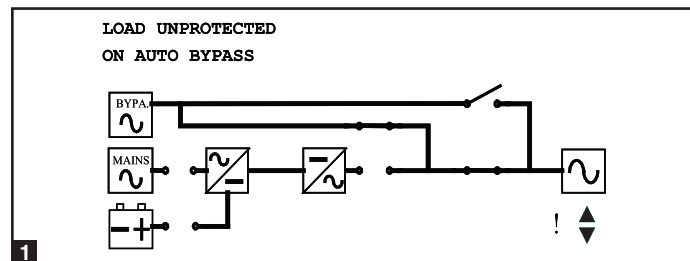 LOAD UNPROTECTED
ON AUTO BYPASS
BYPA.
MAINS
!
1